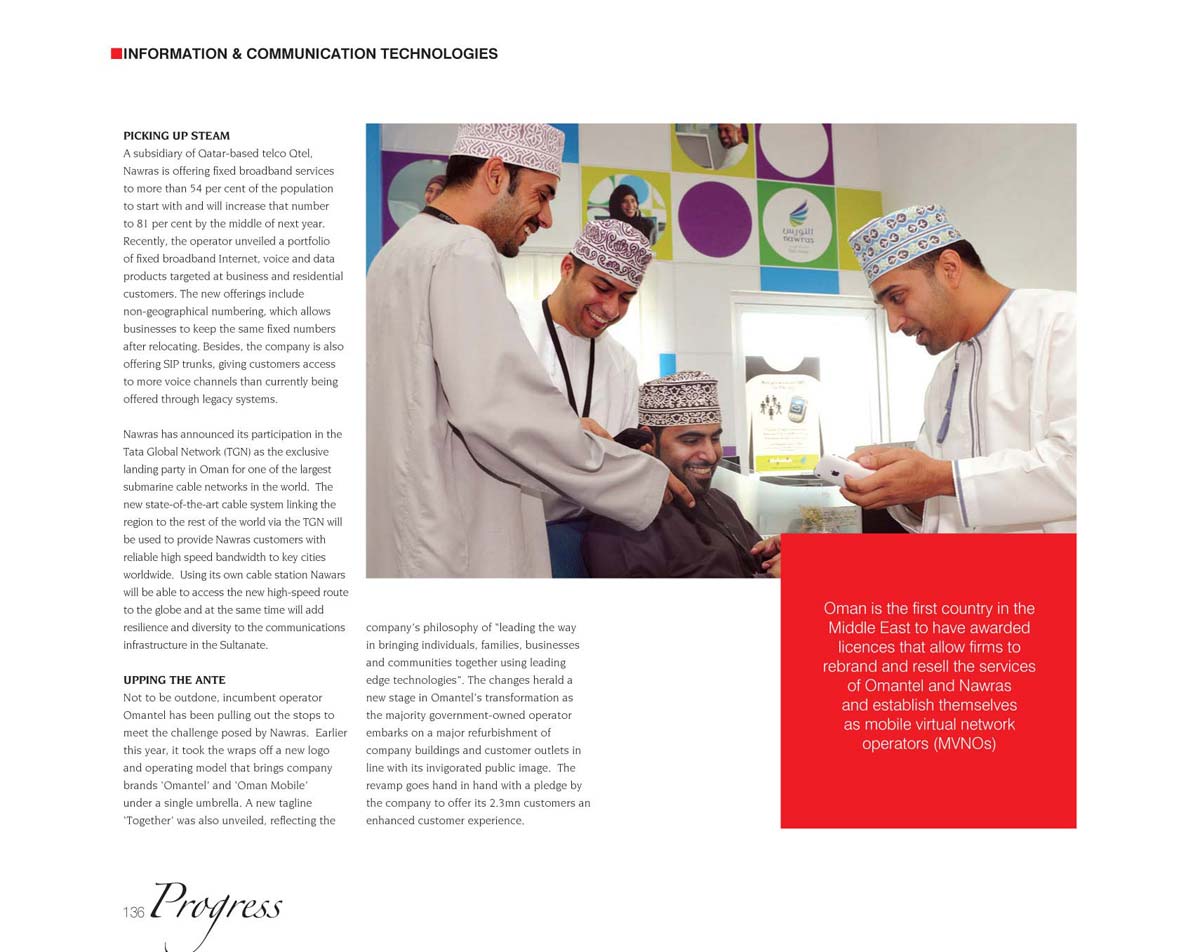 INFORMATION & COMMUNICATION TECHNOLOGIES
PICKING UP STEAM
A subsidiary of Qatar-based telco Qtel,
Nawras is offering fixed broadband services
to more than 54 per cent of the population
to start with and will increase that number
to 81 per cent by the middle of next year.
Recently, the operator unveiled a portfolio
of fixed broadband Internet, voice and data
products targeted at business and residential
customers. The new offerings include
non-geographical numbering, which allows
businesses to keep the same fixed numbers
after relocating. Besides, the company is also
offering SIP trunks, giving customers access
to more voice channels than currently being
offered through legacy systems.
Nawras has announced its participation in the
Tata Global Network (TGN) as the exclusive
landing party in Oman for one of the largest
submarine cable networks in the world.  The
new state-of-the-art cable system linking the
region to the rest of the world via the TGN will
be used to provide Nawras customers with
reliable high speed bandwidth to key cities
worldwide.  Using its own cable station Nawars
will be able to access the new high-speed route
to the globe and at the same time will add
resilience and diversity to the communications
infrastructure in the Sultanate.
UPPING THE ANTE
Not to be outdone, incumbent operator
Omantel has been pulling out the stops to
meet the challenge posed by Nawras.  Earlier
this year, it took the wraps off a new logo
and operating model that brings company
brands 'Omantel' and 'Oman Mobile'
under a single umbrella. A new tagline
'Together' was also unveiled, reflecting the
company's philosophy of "leading the way
in bringing individuals, families, businesses
and communities together using leading
edge technologies". The changes herald a
new stage in Omantel's transformation as
the majority government-owned operator
embarks on a major refurbishment of
company buildings and customer outlets in
line with its invigorated public image.  The
revamp goes hand in hand with a pledge by
the company to offer its 2.3mn customers an
enhanced customer experience.
النورس
nawras
Oman is the first country in the
Middle East to have awarded
licences that allow firms to
rebrand and resell the services
of Omantel and Nawras
and establish themselves
as mobile virtual network
operators (MVNOs)
136 Progress